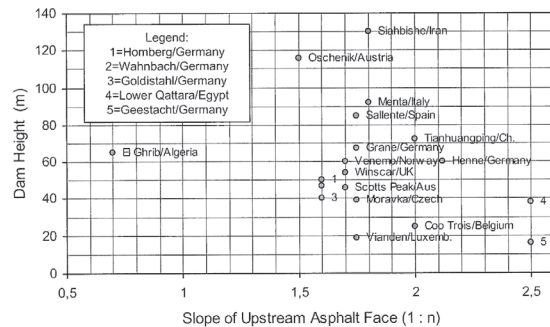 140
120
100
80
60
40
20
0
Dam Height (m)
Legend:
1=Homberg/Germany
2=Wahnbach/Germany
3=Goldistahl/Germany
4=Lower Qattara/Egypt
5=Geestacht/Germany
Siahbishe/Iran
Oschenik/Austria
Menta/Italy
Sallente/Spain
Tianhuangping/Ch.
El Ghrib/Algeria
Grane/Germany
Venemo/Norway
Henne/Germany
Winscar/UK
1
Scotts Peak/Aus
3
Moravka/Czech
4
Coo Trois/Belgium
Vianden/Luxemb.
5
0,5 1 1,5 2 2,5
Slope of Upstream Asphalt Face (1 : n)